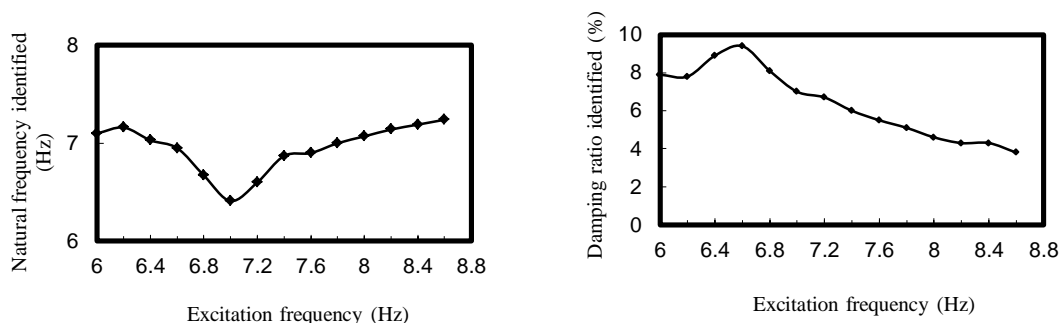 Natural frequency identified
(Hz)
8
7
6
6 6.4 6.8 7.2 7.6 8 8.4 8.8
Excitation frequency (Hz)
Damping ratio identified (%)
10
8
6
4
2
0
6 6.4 6.8 7.2 7.6 8 8.4 8.8
Excitation frequency (Hz)